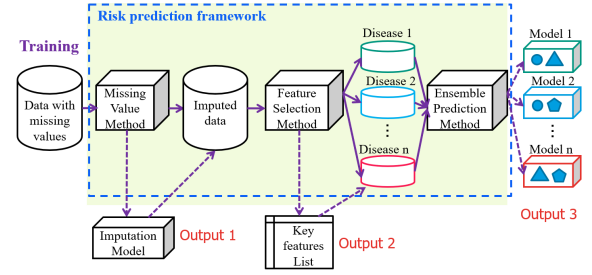 Risk prediction framework
Training
Data with
missing
values
Missing
Value
Method
Imputed
data
Feature
Selection
Method
Disease 1
Disease 2
...
Disease n
Ensemble
Prediction
Method
Model 1
Model 2
...
Model n
Imputation
Model
Output 1
Key
features
List
Output 2
Output 3